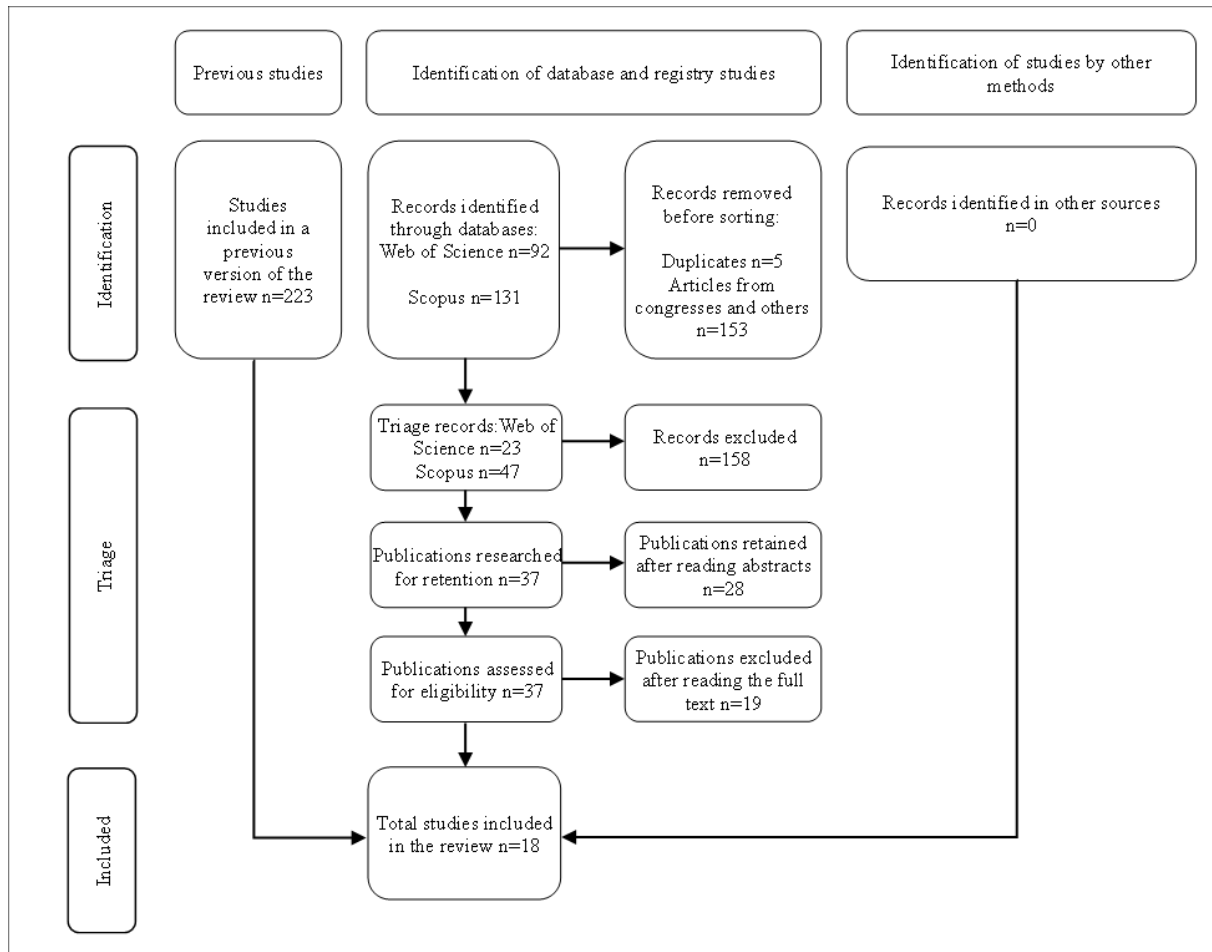 Previous studies
Identification of database and registry studies
Identification of studies by other
methods
Identification
Studies
included in a
previous
version of the
review n=223
Records identified
through databases:
Web of Science n=92
Scopus n=131
Records removed
before sorting:
Duplicates n=5
Articles from
congresses and others
n=153
Records identified in other sources
n=0
Triage
Triage records:Web of
Science n=23
Scopus n=47
Records excluded
n=158
Publications researched
for retention n=37
Publications retained
after reading abstracts
n=28
Publications assessed
for eligibility n=37
Publications excluded
after reading the full
text n=19
Included
Total studies included
in the review n=18